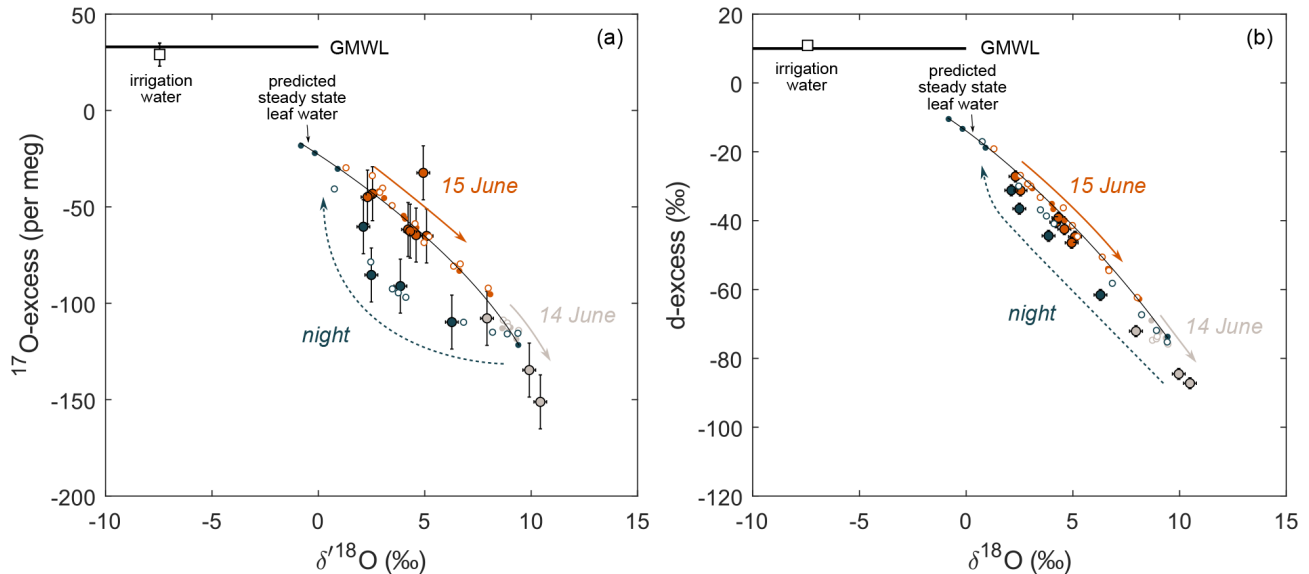 (a)
GMWL
irrigation
water
predicted
steady state
leaf water
15 June
14 June
night
50
0
-50
-100
-150
-200
-10
-5
0
5
10
15
¹⁷O-excess (per meg)
δ′¹⁸O (‰)
(b)
GMWL
irrigation
water
predicted
steady state
leaf water
15 June
14 June
night
20
0
-20
-40
-60
-80
-100
-120
-10
-5
0
5
10
15
d-excess (‰)
δ¹⁸O (‰)